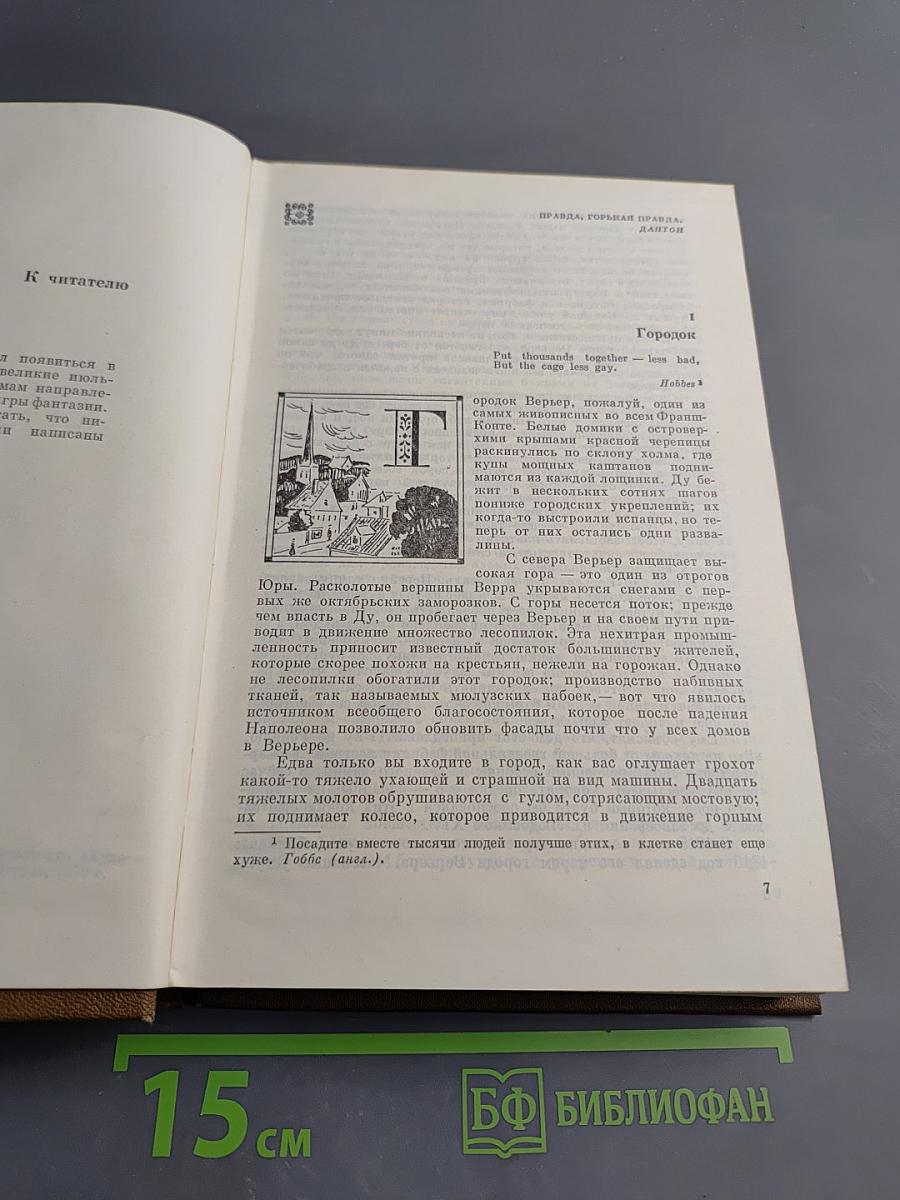 К читателю
л появиться в
великие июль-
мам направле-
игры фантазии.
тать, что ни-
и написаны
ПРАВДА, ГОРЬКАЯ ПРАВДА.
ДАНТОН
I
Городок
Put thousands together — less bad,
But the cage less gay.
Hobbes ¹
Г
ородок Верьер, пожалуй, один из
самых живописных во всем Франш-
Конте. Белые домики с островер-
хими крышами красной черепицы
раскинулись по склону холма, где
купы мощных каштанов подни-
маются из каждой лощинки. Ду бе-
жит в нескольких сотнях шагов
пониже городских укреплений; их
когда-то выстроили испанцы, но те-
перь от них остались одни разва-
лины.
С севера Верьер защищает вы-
сокая гора — это один из отрогов
Юры. Расколотые вершины Верра укрываются снегами с пер-
вых же октябрьских заморозков. С горы несется поток; прежде
чем впасть в Ду, он пробегает через Верьер и на своем пути при-
водит в движение множество лесопилок. Эта нехитрая промыш-
ленность приносит известный достаток большинству жителей,
которые скорее похожи на крестьян, нежели на горожан. Однако
не лесопилки обогатили этот городок; производство набивных
тканей, так называемых мюлузских набоек,— вот что явилось
источником всеобщего благосостояния, которое после падения
Наполеона позволило обновить фасады почти что у всех домов
в Верьере.
Едва только вы входите в город, как вас оглушает грохот
какой-то тяжело ухающей и страшной на вид машины. Двадцать
тяжелых молотов обрушиваются с гулом, сотрясающим мостовую;
их поднимает колесо, которое приводится в движение горным
¹ Посадите вместе тысячи людей получше этих, в клетке станет еще
хуже. Гоббс (англ.).
7
15 см
БФ БИБЛИОФАН